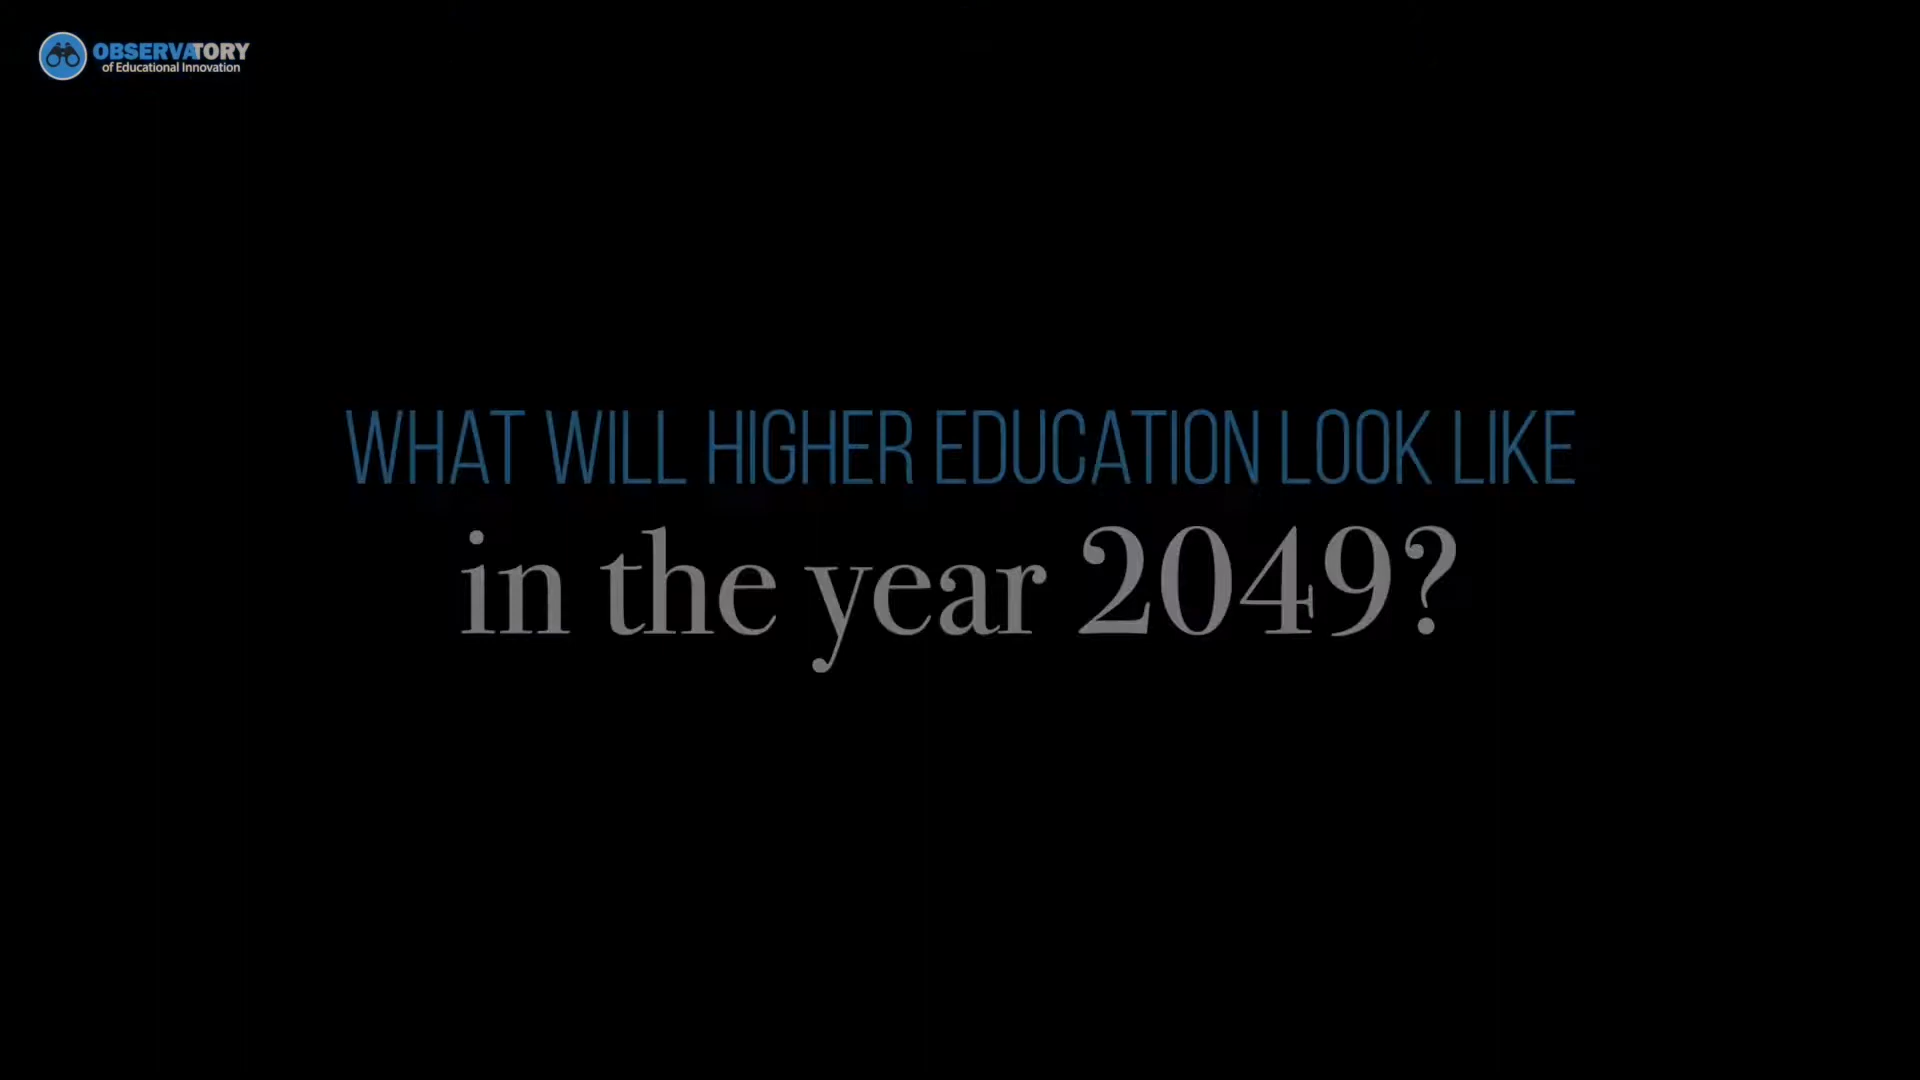 OBSERVATORY
of Educational Innovation
WHAT WILL HIGHER EDUCATION LOOK LIKE
in the year 2049?